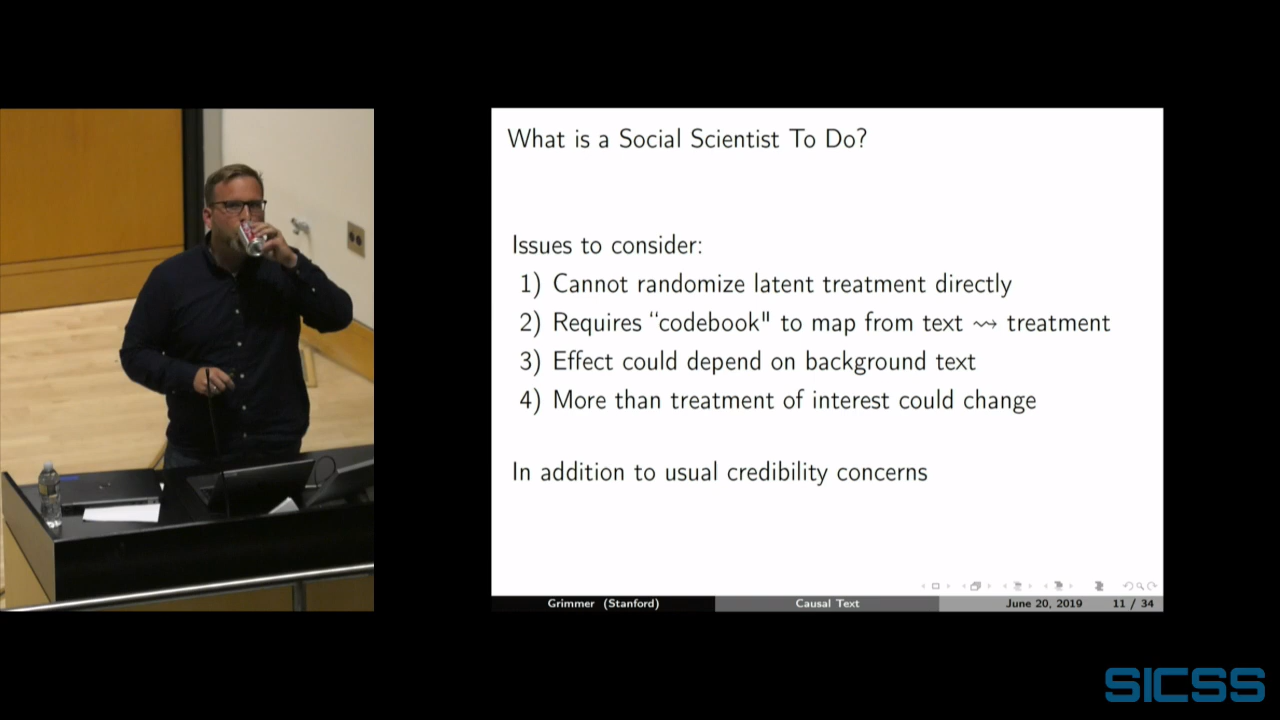 What is a Social Scientist To Do?
Issues to consider:
1) Cannot randomize latent treatment directly
2) Requires “codebook" to map from text ⇝ treatment
3) Effect could depend on background text
4) More than treatment of interest could change
In addition to usual credibility concerns
Grimmer (Stanford) Causal Text June 20, 2019 11 / 34
SICSS